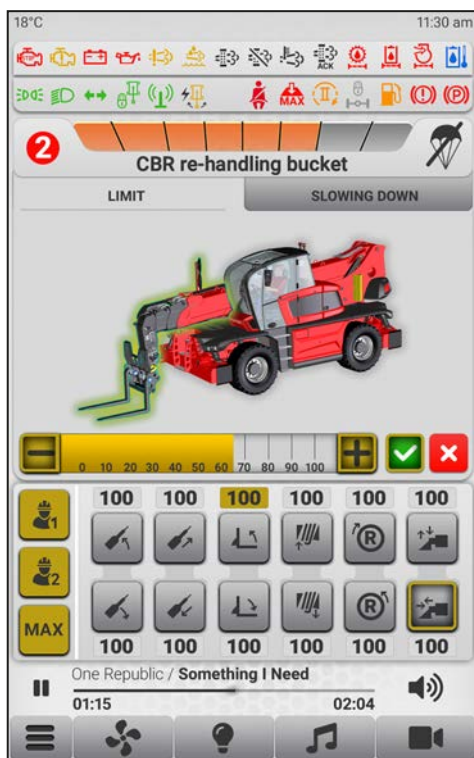 18°C 11:30 am
STOP
ACK
MAX
2
CBR re-handling bucket
LIMIT SLOWING DOWN
0 10 20 30 40 50 60 70 80 90 100
100 100 100 100 100 100
1
R
2
R
MAX
100 100 100 100 100 100
One Republic / Something I Need
01:15 02:04